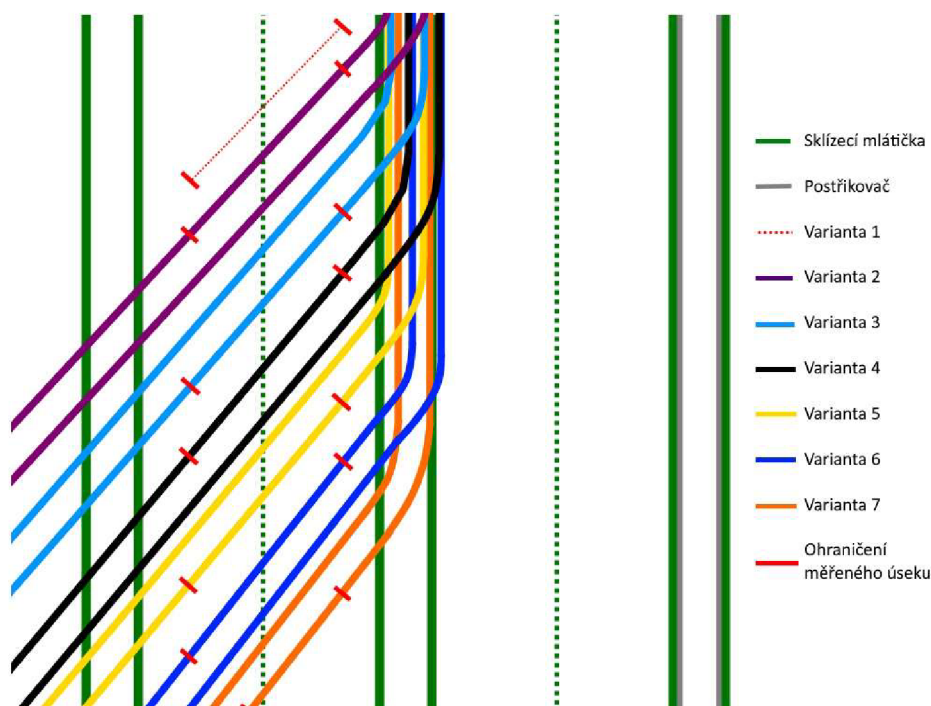 Sklízecí mlátička
Postřikovač
Varianta 1
Varianta 2
Varianta 3
Varianta 4
Varianta 5
Varianta 6
Varianta 7
Ohraničení
měřeného úseku